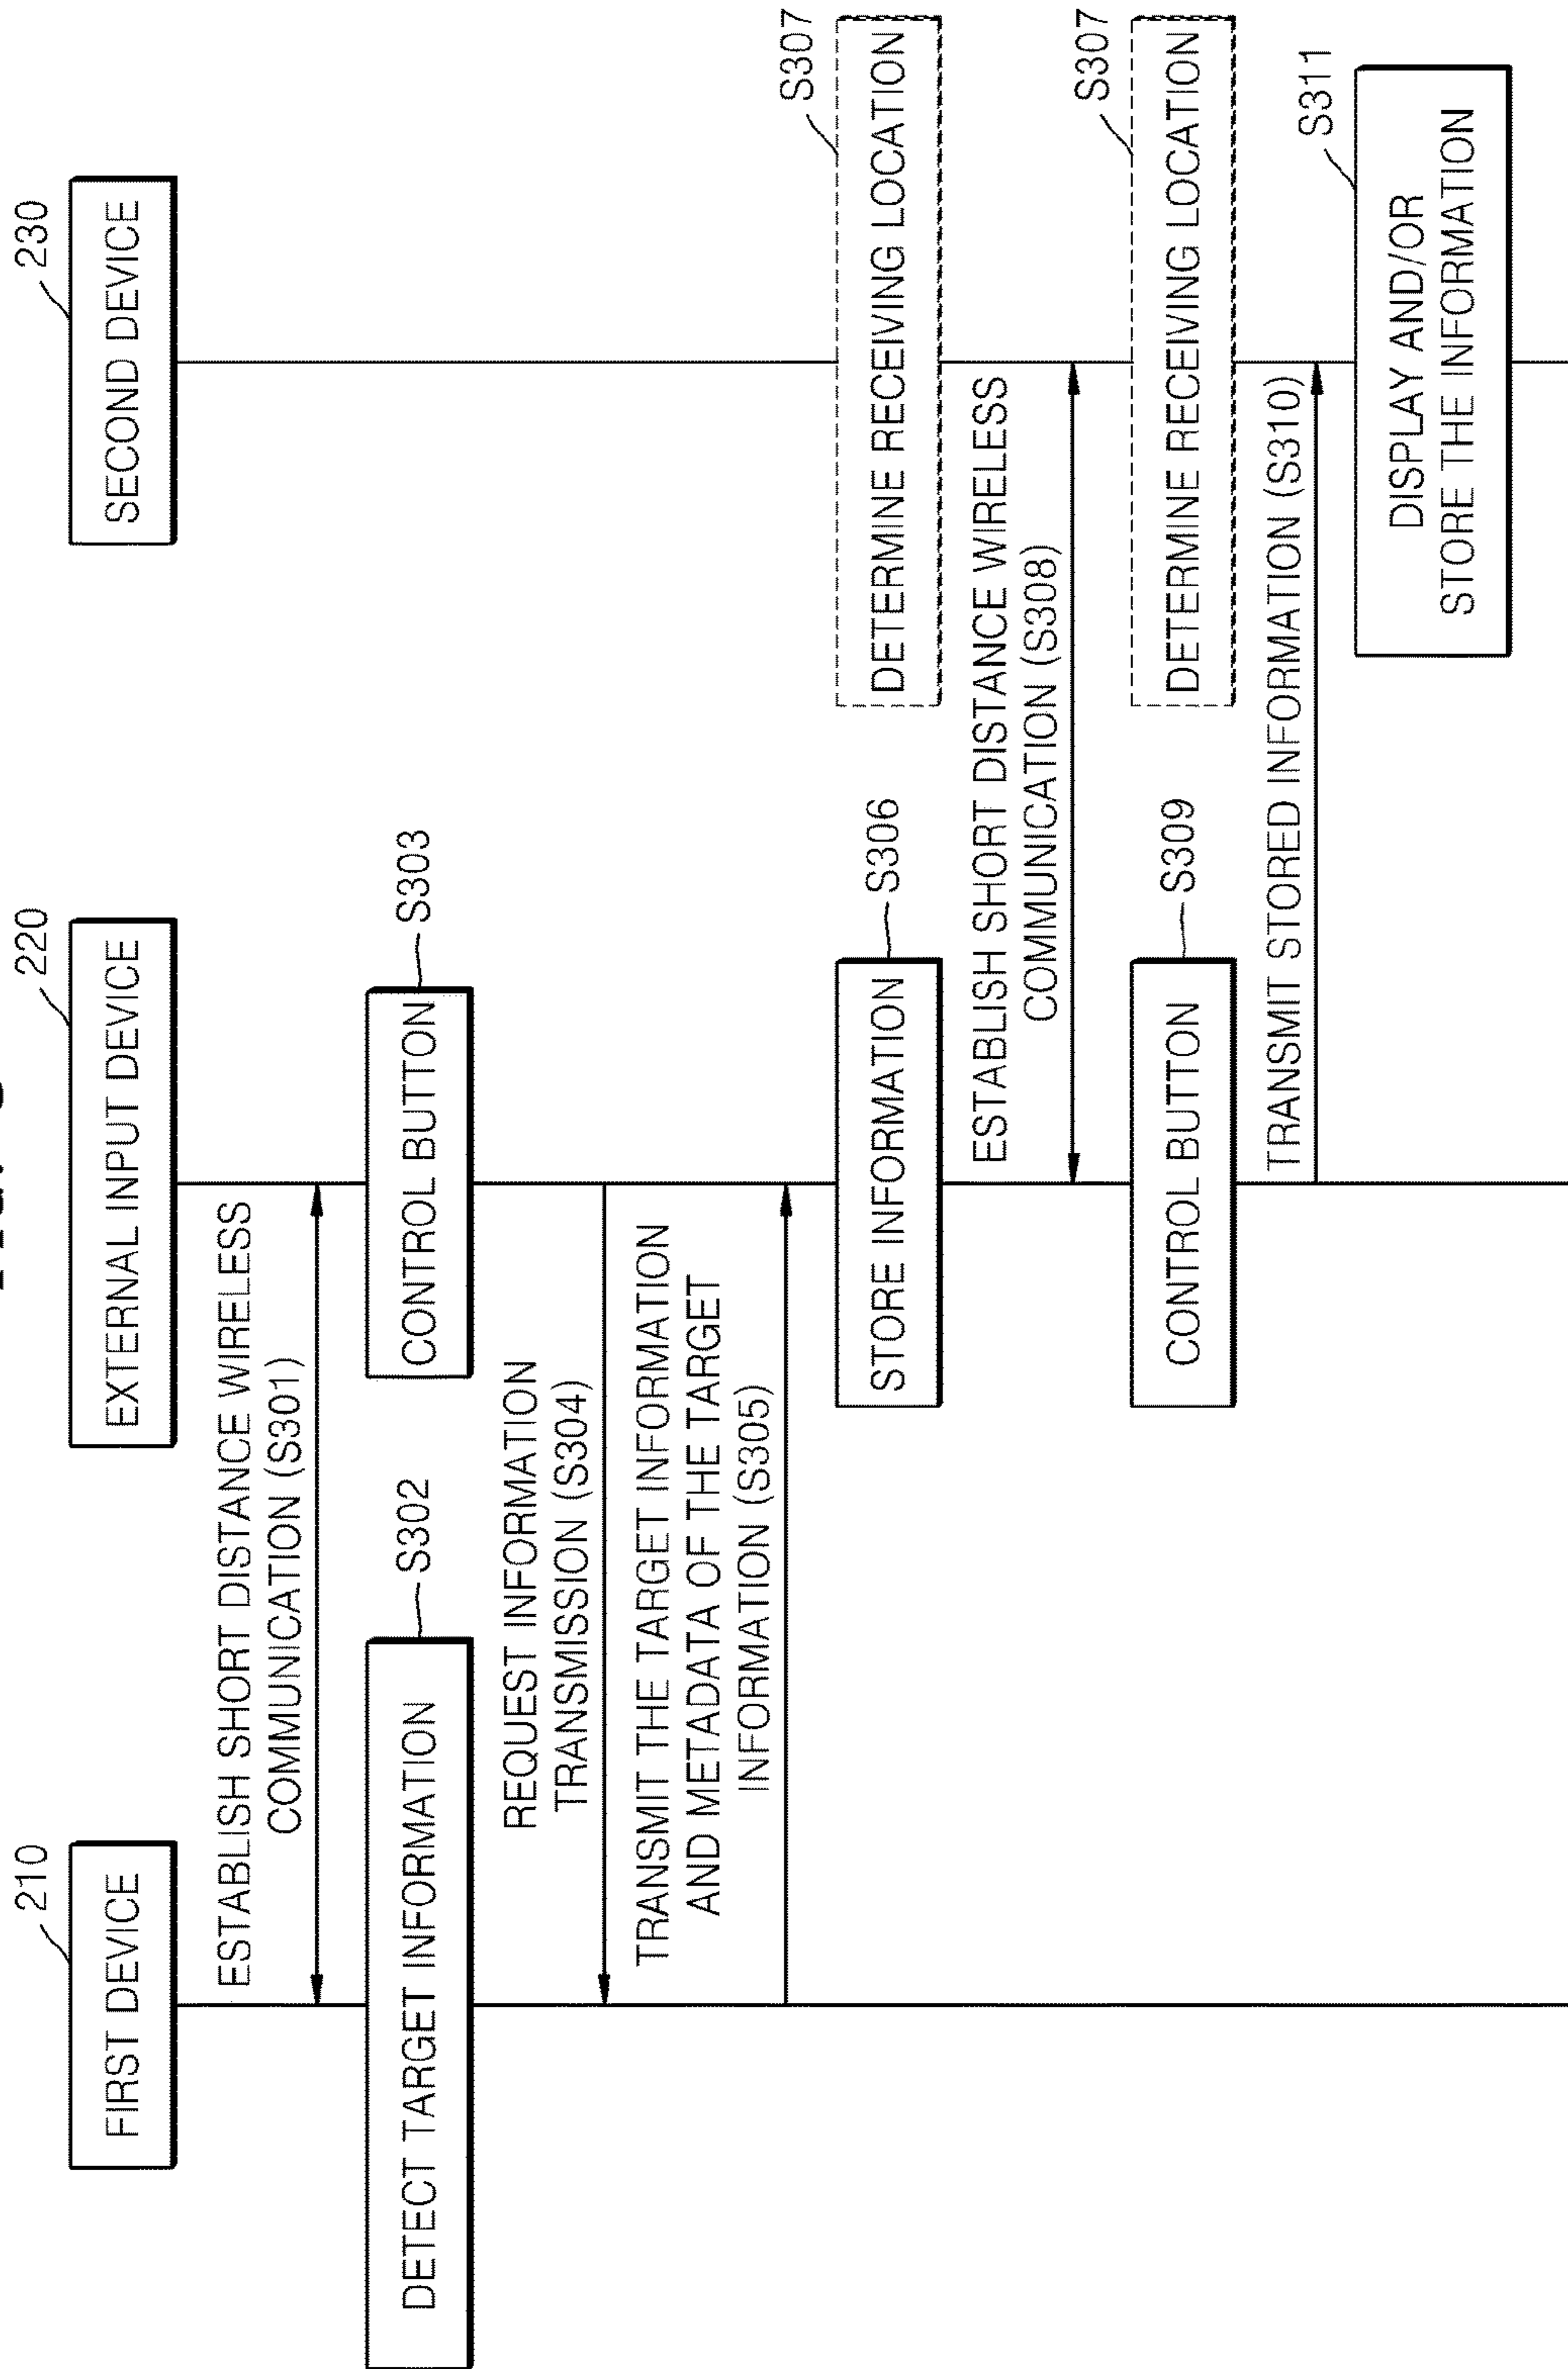 210
FIRST DEVICE
220
EXTERNAL INPUT DEVICE
230
SECOND DEVICE
ESTABLISH SHORT DISTANCE WIRELESS
COMMUNICATION (S301)
S302
DETECT TARGET INFORMATION
S303
CONTROL BUTTON
REQUEST INFORMATION
TRANSMISSION (S304)
TRANSMIT THE TARGET INFORMATION
AND METADATA OF THE TARGET
INFORMATION (S305)
S306
STORE INFORMATION
S307
DETERMINE RECEIVING LOCATION
ESTABLISH SHORT DISTANCE WIRELESS
COMMUNICATION (S308)
S309
CONTROL BUTTON
S307
DETERMINE RECEIVING LOCATION
TRANSMIT STORED INFORMATION (S310)
S311
DISPLAY AND/OR
STORE THE INFORMATION